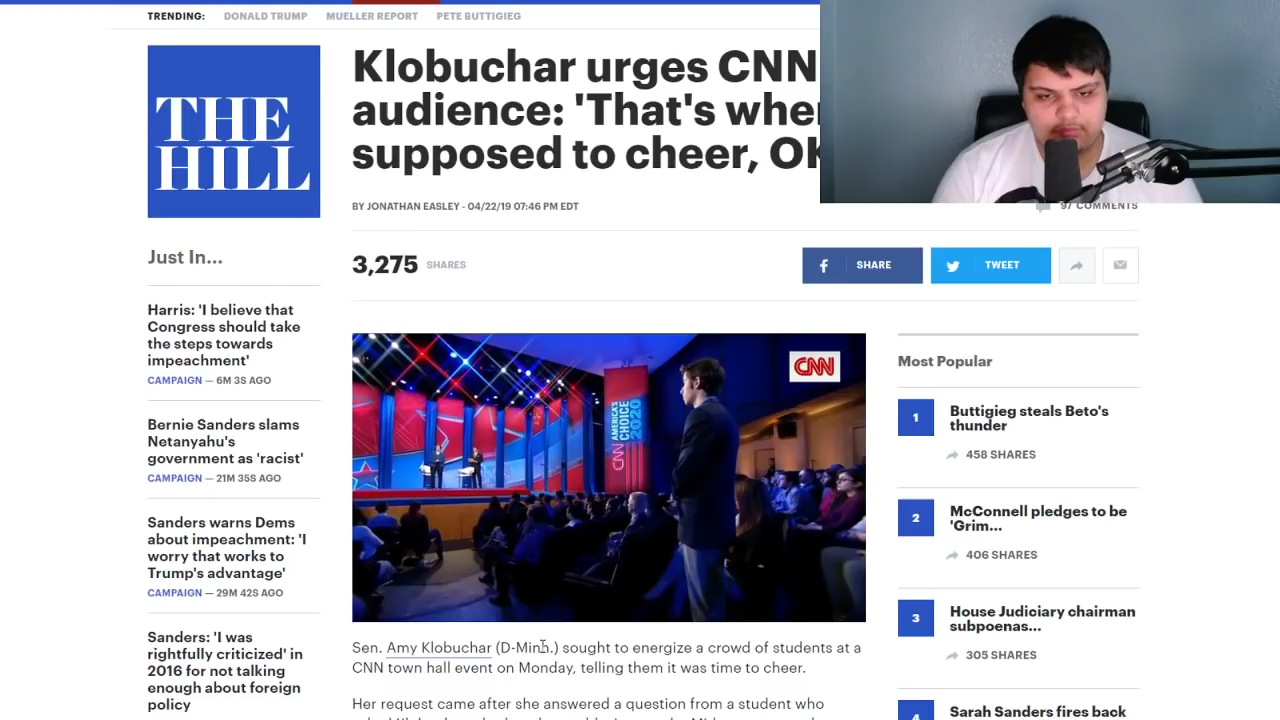 TRENDING: DONALD TRUMP MUELLER REPORT PETE BUTTIGIEG
THE
HILL
Klobuchar urges CNN
audience: 'That's when
supposed to cheer, OK
BY JONATHAN EASLEY - 04/22/19 07:46 PM EDT
97 COMMENTS
3,275 SHARES
SHARE
TWEET
Just In...
Harris: 'I believe that
Congress should take
the steps towards
impeachment'
CAMPAIGN — 6M 3S AGO
Bernie Sanders slams
Netanyahu's
government as 'racist'
CAMPAIGN — 21M 35S AGO
Sanders warns Dems
about impeachment: 'I
worry that works to
Trump's advantage'
CAMPAIGN — 29M 42S AGO
Sanders: 'I was
rightfully criticized' in
2016 for not talking
enough about foreign
policy
CNN
CNN AMERICA'S CHOICE 2020
Sen. Amy Klobuchar (D-Minn.) sought to energize a crowd of students at a
CNN town hall event on Monday, telling them it was time to cheer.
Her request came after she answered a question from a student who
Most Popular
1
Buttigieg steals Beto's
thunder
458 SHARES
2
McConnell pledges to be
'Grim...
406 SHARES
3
House Judiciary chairman
subpoenas...
305 SHARES
4
Sarah Sanders fires back